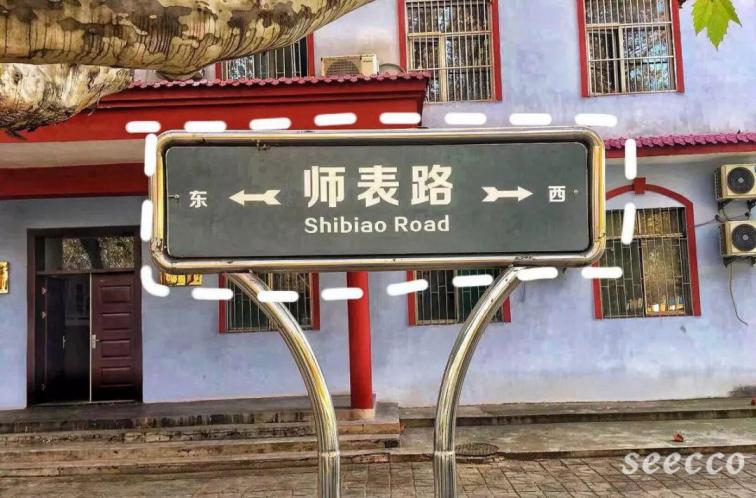 东 ← 师表路 → 西
Shibiao Road
seecco